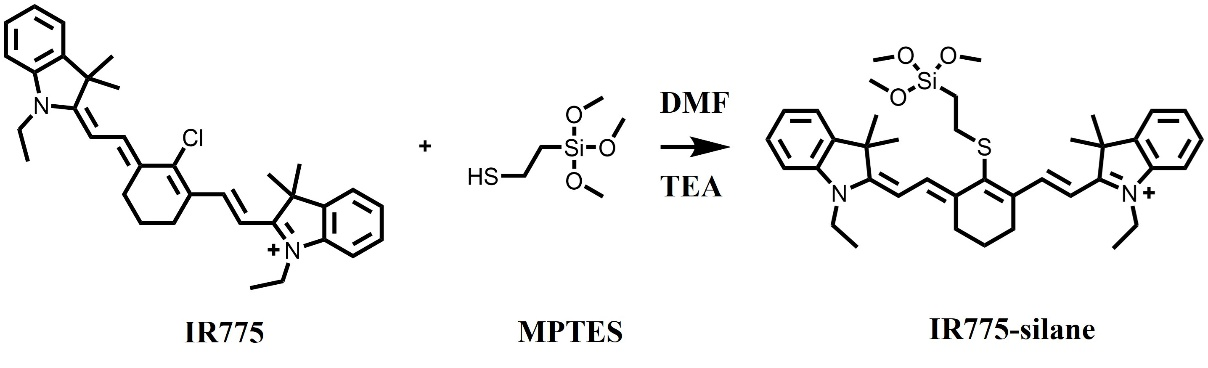 N
Cl
+ N
+
HS
Si
O
O
O
DMF
TEA
O
O
Si
O
S
N
N +
IR775
MPTES
IR775-silane